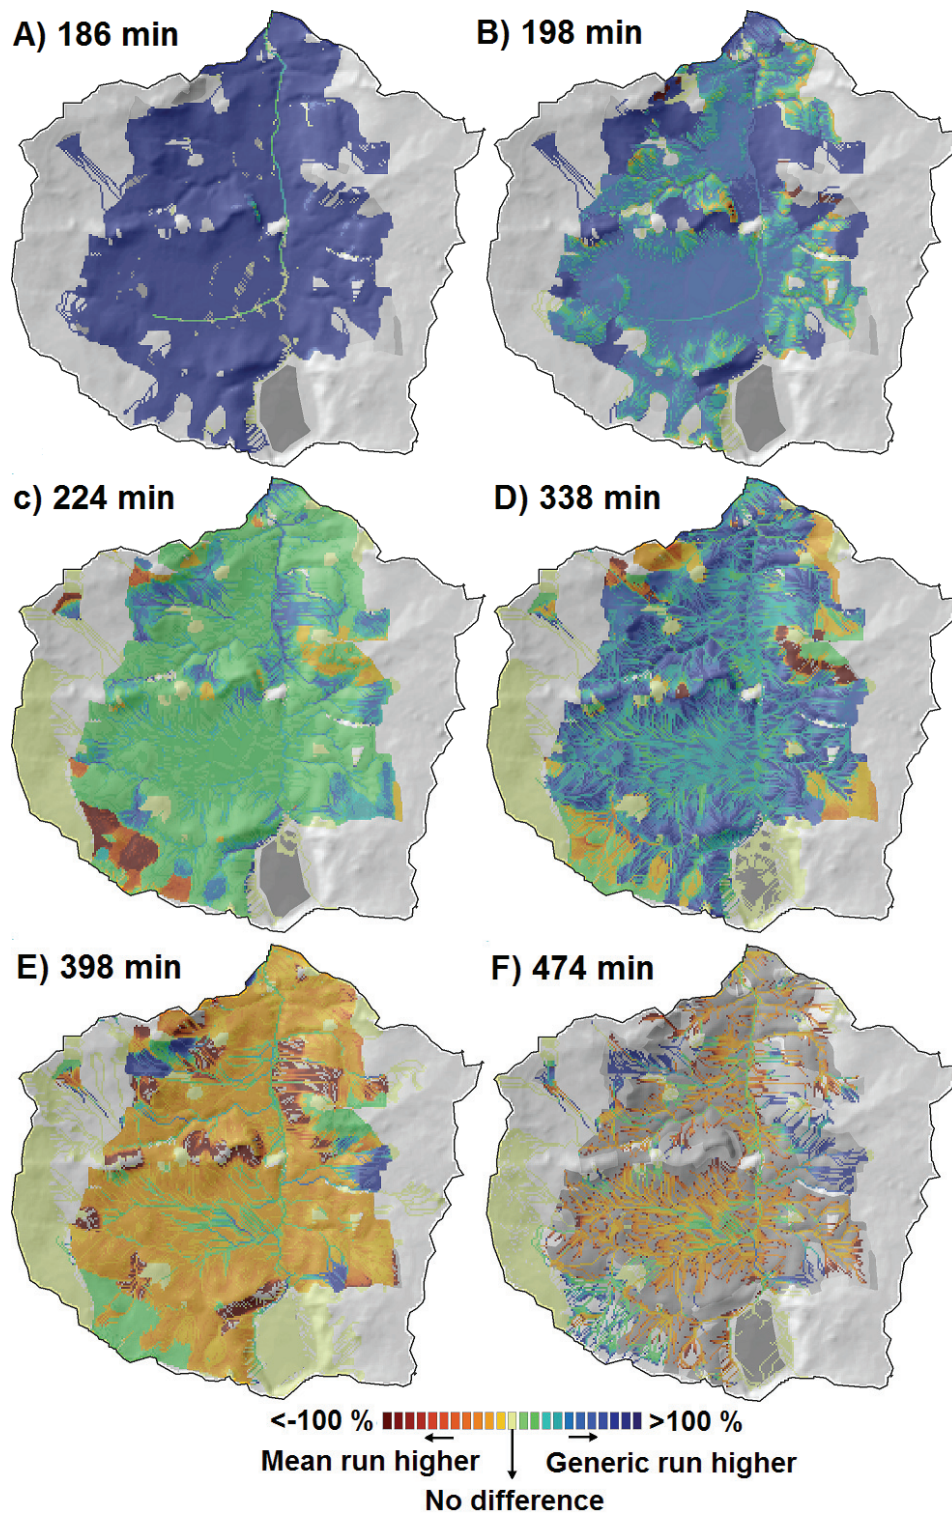 A) 186 min
B) 198 min
c) 224 min
D) 338 min
E) 398 min
F) 474 min
<-100 % >100 %
Mean run higher Generic run higher
No difference